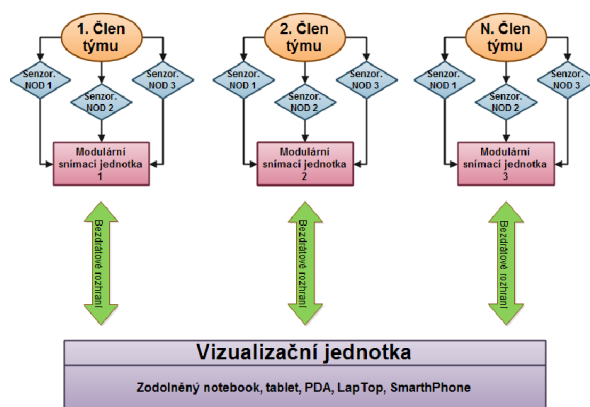 1. Člen
týmu
Senzor.
NOD 1
Senzor.
NOD 2
Senzor.
NOD 3
Modulární
snímací jednotka
1
Bezdrátové rozhraní
2. Člen
týmu
Senzor.
NOD 1
Senzor.
NOD 2
Senzor.
NOD 3
Modulární
snímací jednotka
2
Bezdrátové rozhraní
N. Člen
týmu
Senzor.
NOD 1
Senzor.
NOD 2
Senzor.
NOD 3
Modulární
snímací jednotka
3
Bezdrátové rozhraní
Vizualizační jednotka
Zodolněný notebook, tablet, PDA, LapTop, SmarthPhone